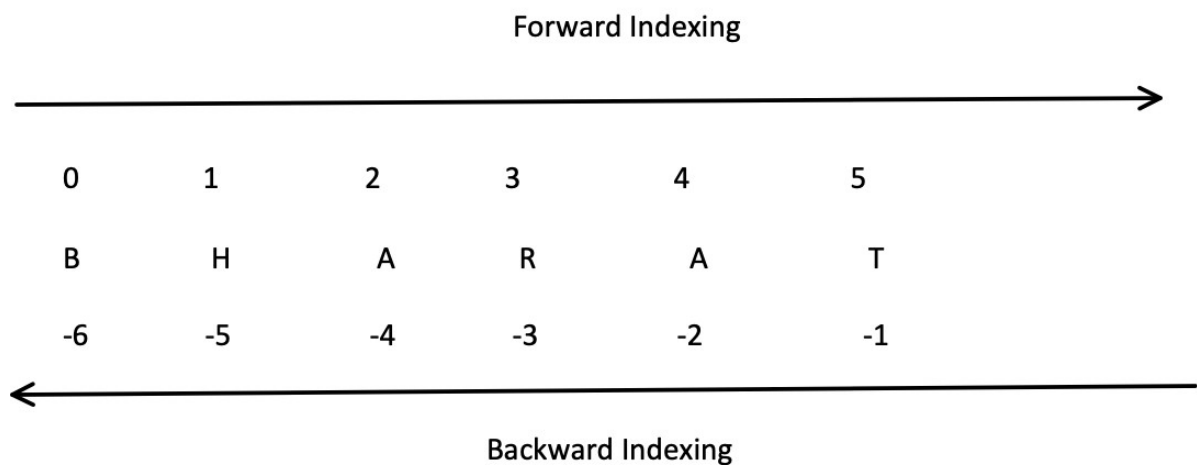 Forward Indexing
0 1 2 3 4 5
B H A R A T
-6 -5 -4 -3 -2 -1
Backward Indexing